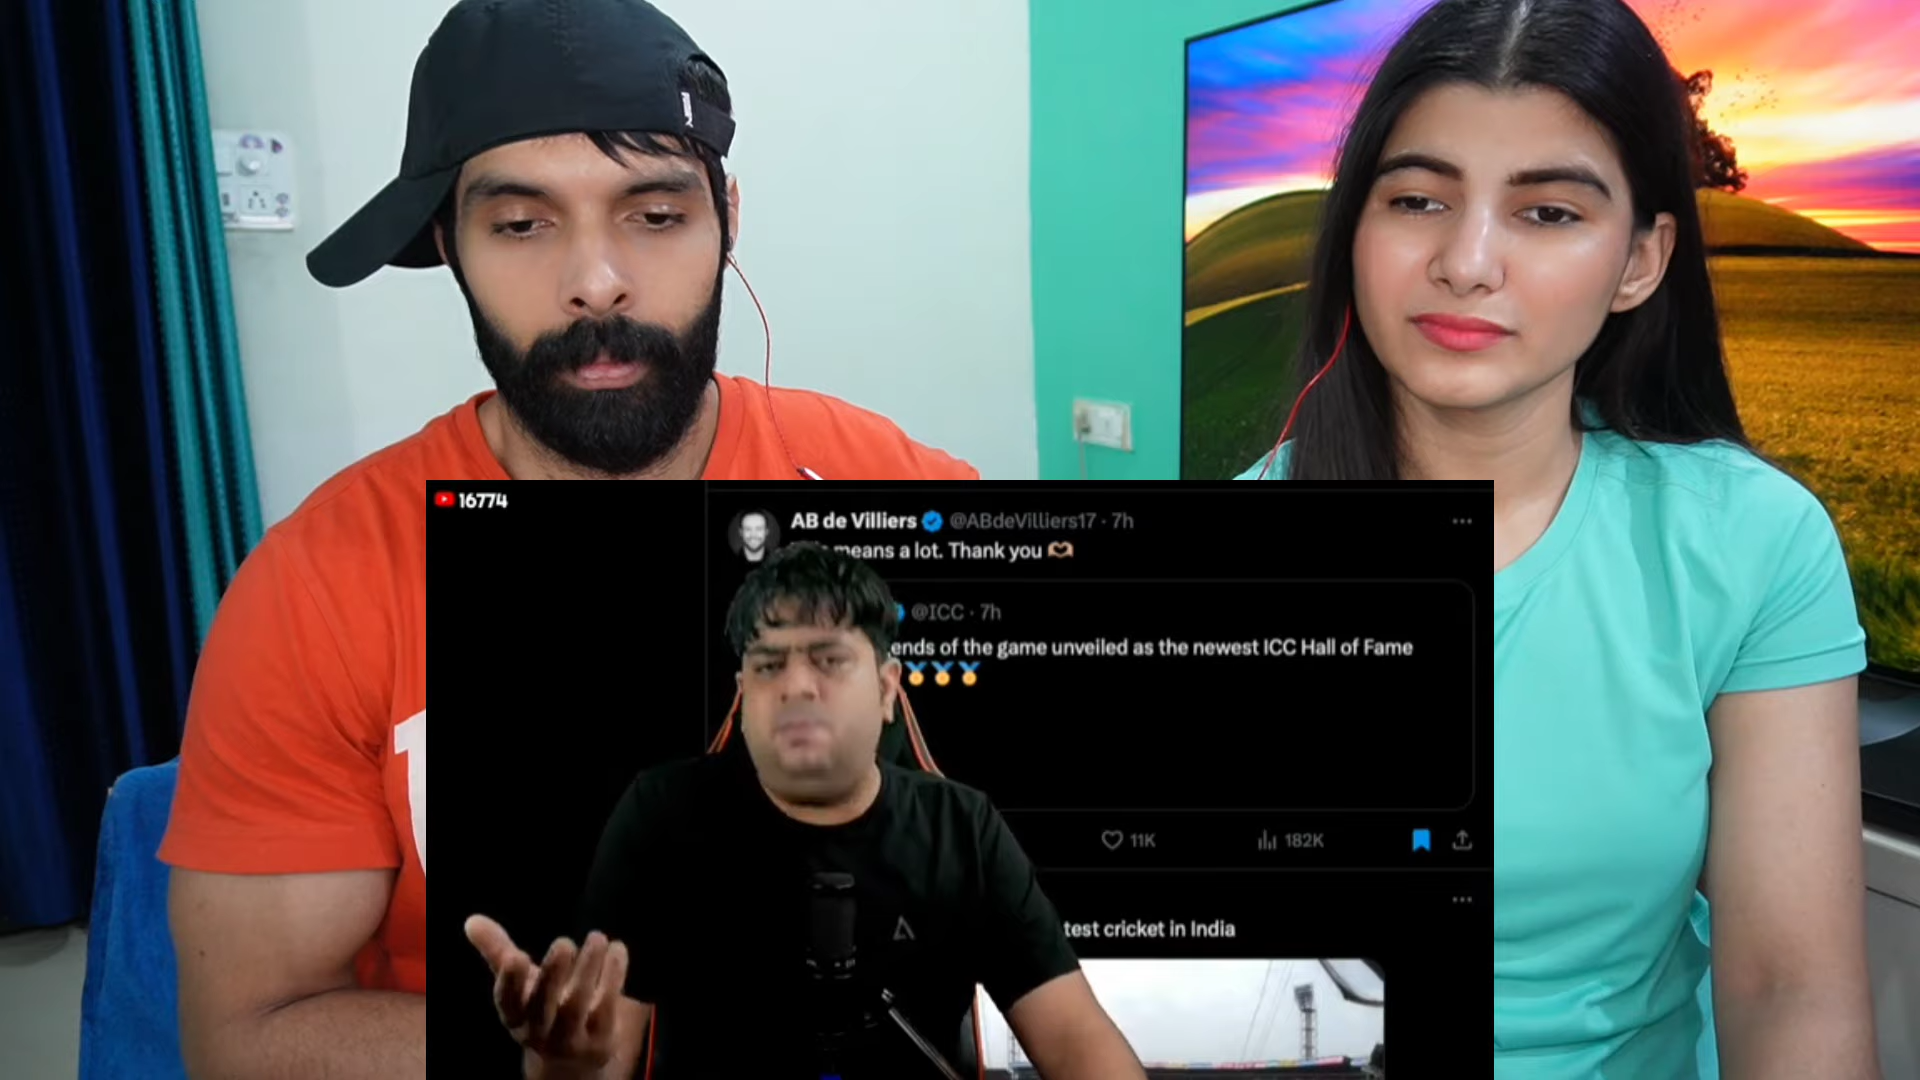 16774
AB de Villiers @ABdeVilliers17 · 7h
means a lot. Thank you 🫶🏼
@ICC · 7h
ends of the game unveiled as the newest ICC Hall of Fame
🏅🏅🏅
11K 182K
test cricket in India